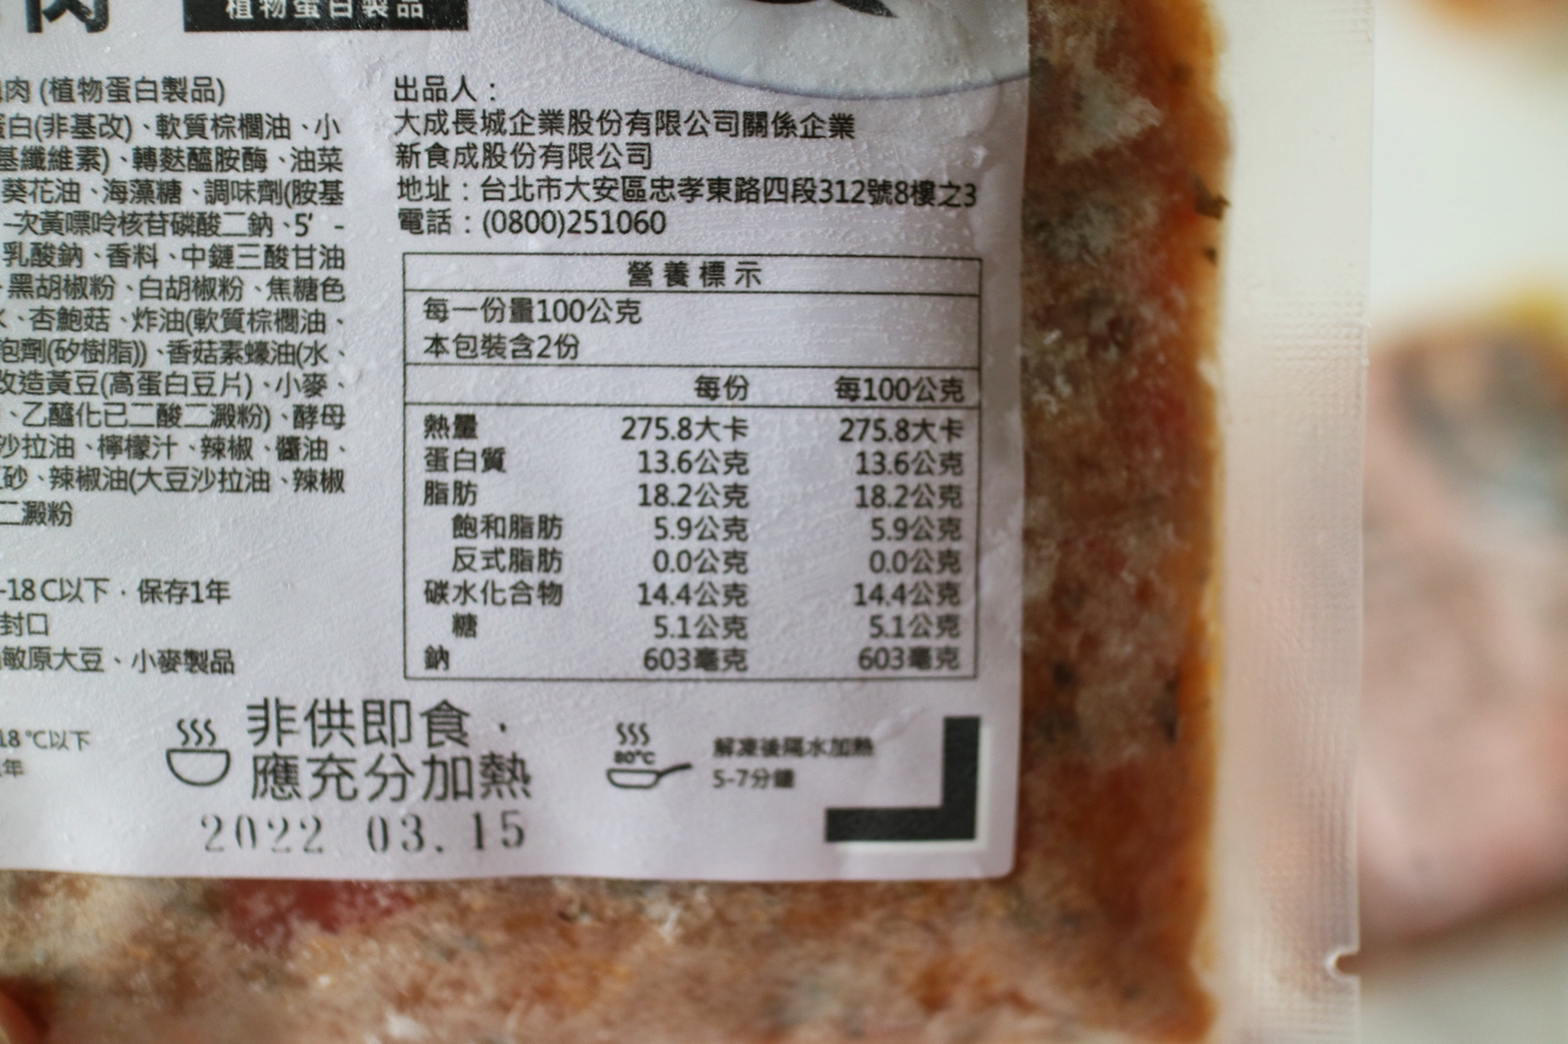 肉
植物蛋白製品
肉 (植物蛋白製品)
蛋白(非基改)、軟質棕櫚油、小
基纖維素)、轉麩醯胺酶、油菜
葵花油、海藻糖、調味劑(胺基
次黃嘌呤核苷磷酸二鈉、5' -
乳酸鈉、香料、中鏈三酸甘油
黑胡椒粉、白胡椒粉、焦糖色
、杏鮑菇、炸油(軟質棕櫚油、
泡劑(矽樹脂))、香菇素蠔油(水、
改造黃豆(高蛋白豆片)、小麥、
、乙醯化己二酸二澱粉)、酵母
沙拉油、檸檬汁、辣椒、醬油、
砂、辣椒油(大豆沙拉油、辣椒
二澱粉
-18℃以下,保存1年
封口
敏原大豆、小麥製品
18℃以下
年
出品人:
大成長城企業股份有限公司關係企業
新食成股份有限公司
地址:台北市大安區忠孝東路四段312號8樓之3
電話:(0800)251060
營養標示
每一份量100公克
本包裝含2份
每份 每100公克
熱量 275.8大卡 275.8大卡
蛋白質 13.6公克 13.6公克
脂肪 18.2公克 18.2公克
飽和脂肪 5.9公克 5.9公克
反式脂肪 0.0公克 0.0公克
碳水化合物 14.4公克 14.4公克
糖 5.1公克 5.1公克
鈉 603毫克 603毫克
非供即食,
應充分加熱
80℃
解凍後隔水加熱
5-7分鐘
2022 03.15